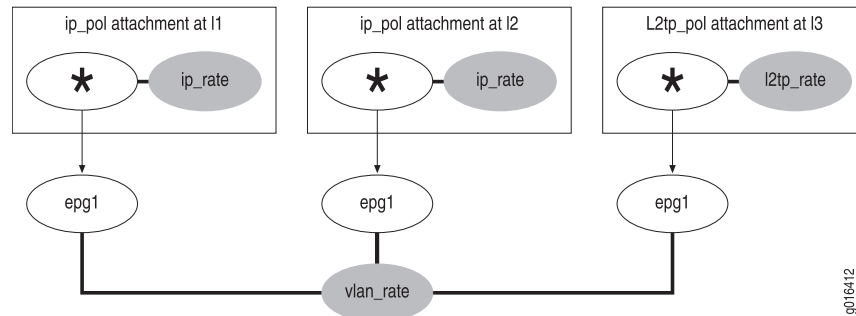 ip_pol attachment at I1
ip_pol attachment at I2
L2tp_pol attachment at I3
*
ip_rate
*
ip_rate
*
l2tp_rate
epg1
epg1
epg1
vlan_rate
g016412